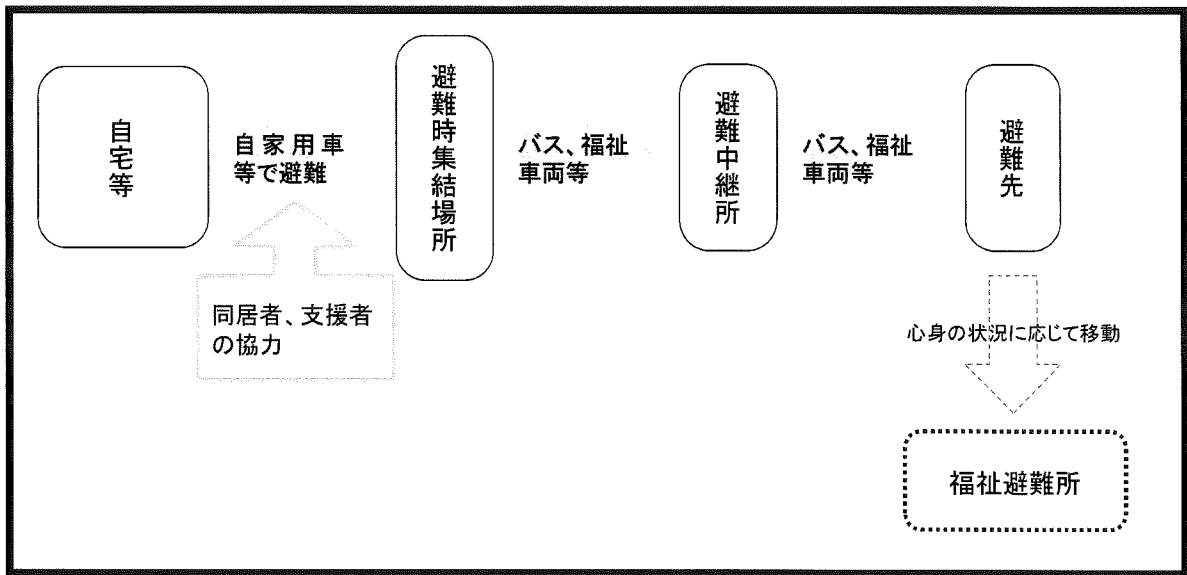 自宅等
自家用車
等で避難
同居者、支援者
の協力
避難時集結場所
バス、福祉
車両等
避難中継所
バス、福祉
車両等
避難先
心身の状況に応じて移動
福祉避難所